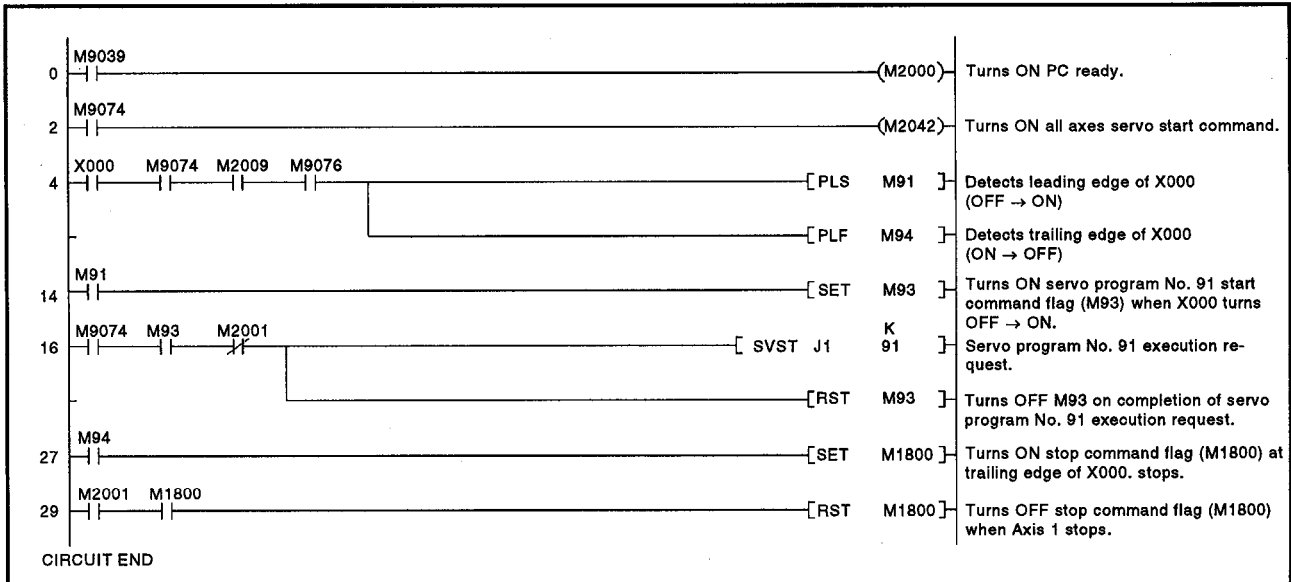 M9039
0 (M2000) Turns ON PC ready.
M9074
2 (M2042) Turns ON all axes servo start command.
X000 M9074 M2009 M9076
4 [ PLS M91 ] Detects leading edge of X000
(OFF → ON)
[ PLF M94 ] Detects trailing edge of X000
(ON → OFF)
M91
14 [ SET M93 ] Turns ON servo program No. 91 start
command flag (M93) when X000 turns
OFF → ON.
M9074 M93 M2001 K
16 [ SVST J1 91 ] Servo program No. 91 execution re-
quest.
[RST M93 ] Turns OFF M93 on completion of servo
program No. 91 execution request.
M94
27 [SET M1800 ] Turns ON stop command flag (M1800) at
trailing edge of X000. stops.
M2001 M1800
29 [RST M1800 ] Turns OFF stop command flag (M1800)
when Axis 1 stops.
CIRCUIT END